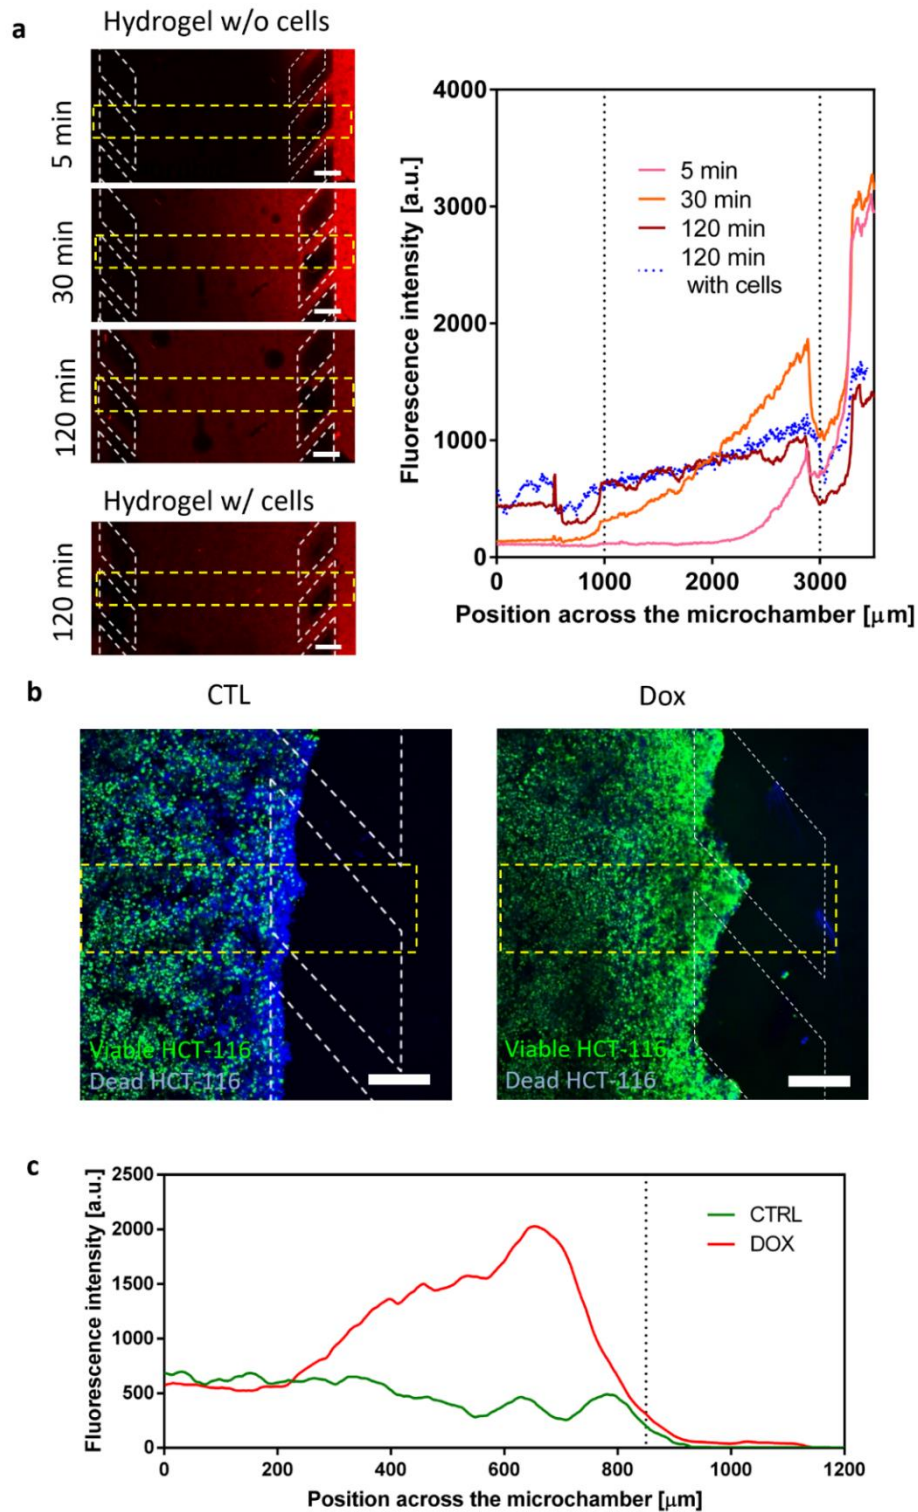 a
Hydrogel w/o cells
5 min
30 min
120 min
Hydrogel w/ cells
120 min
4000
3000
2000
1000
0
Fluorescence intensity [a.u.]
5 min
30 min
120 min
120 min
with cells
0 1000 2000 3000
Position across the microchamber [μm]
b
CTL
Dox
Viable HCT-116
Dead HCT-116
Viable HCT-116
Dead HCT-116
c
2500
2000
1500
1000
500
0
Fluorescence intensity [a.u.]
CTRL
DOX
0 200 400 600 800 1000 1200
Position across the microchamber [μm]